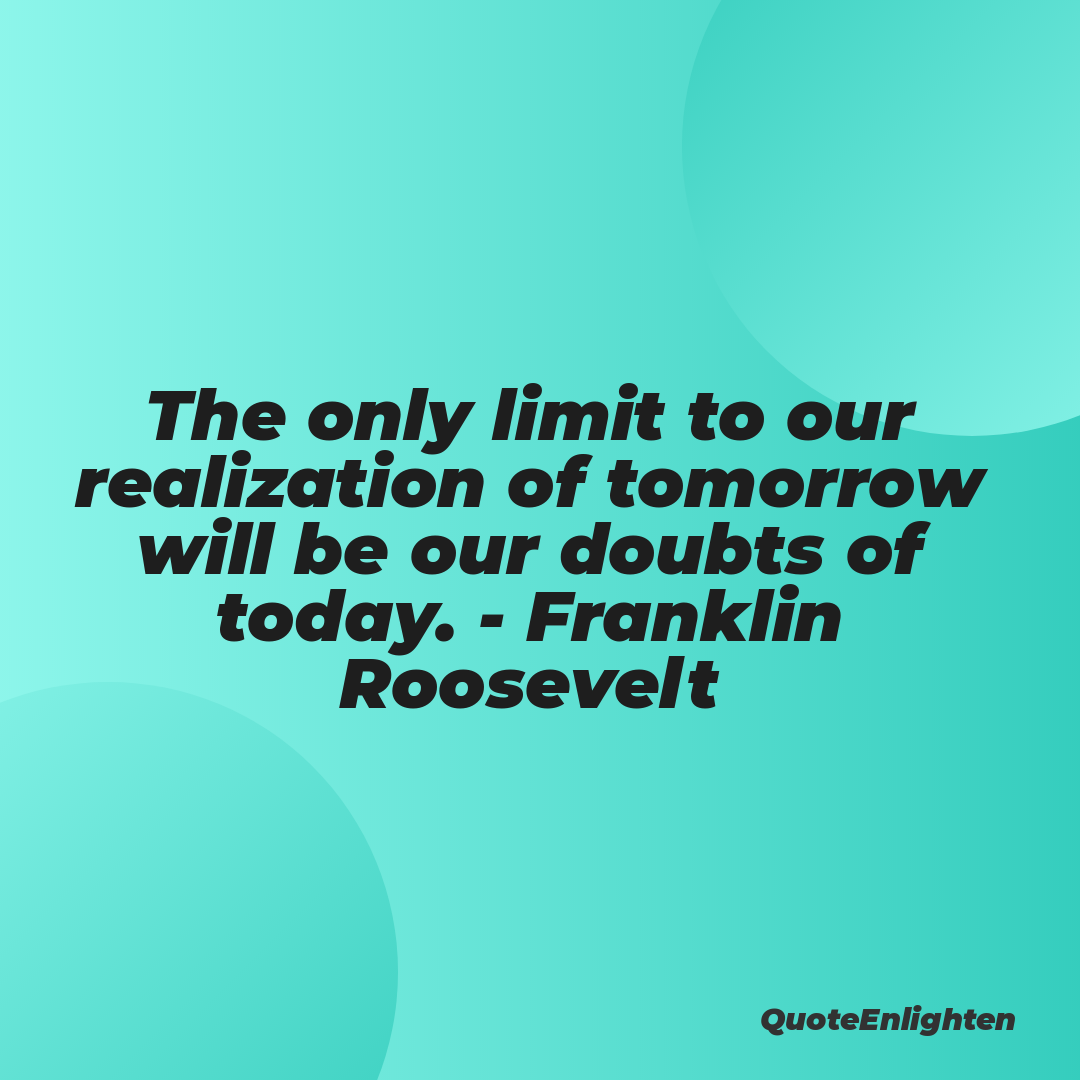 The only limit to our
realization of tomorrow
will be our doubts of
today. - Franklin
Roosevelt
QuoteEnlighten